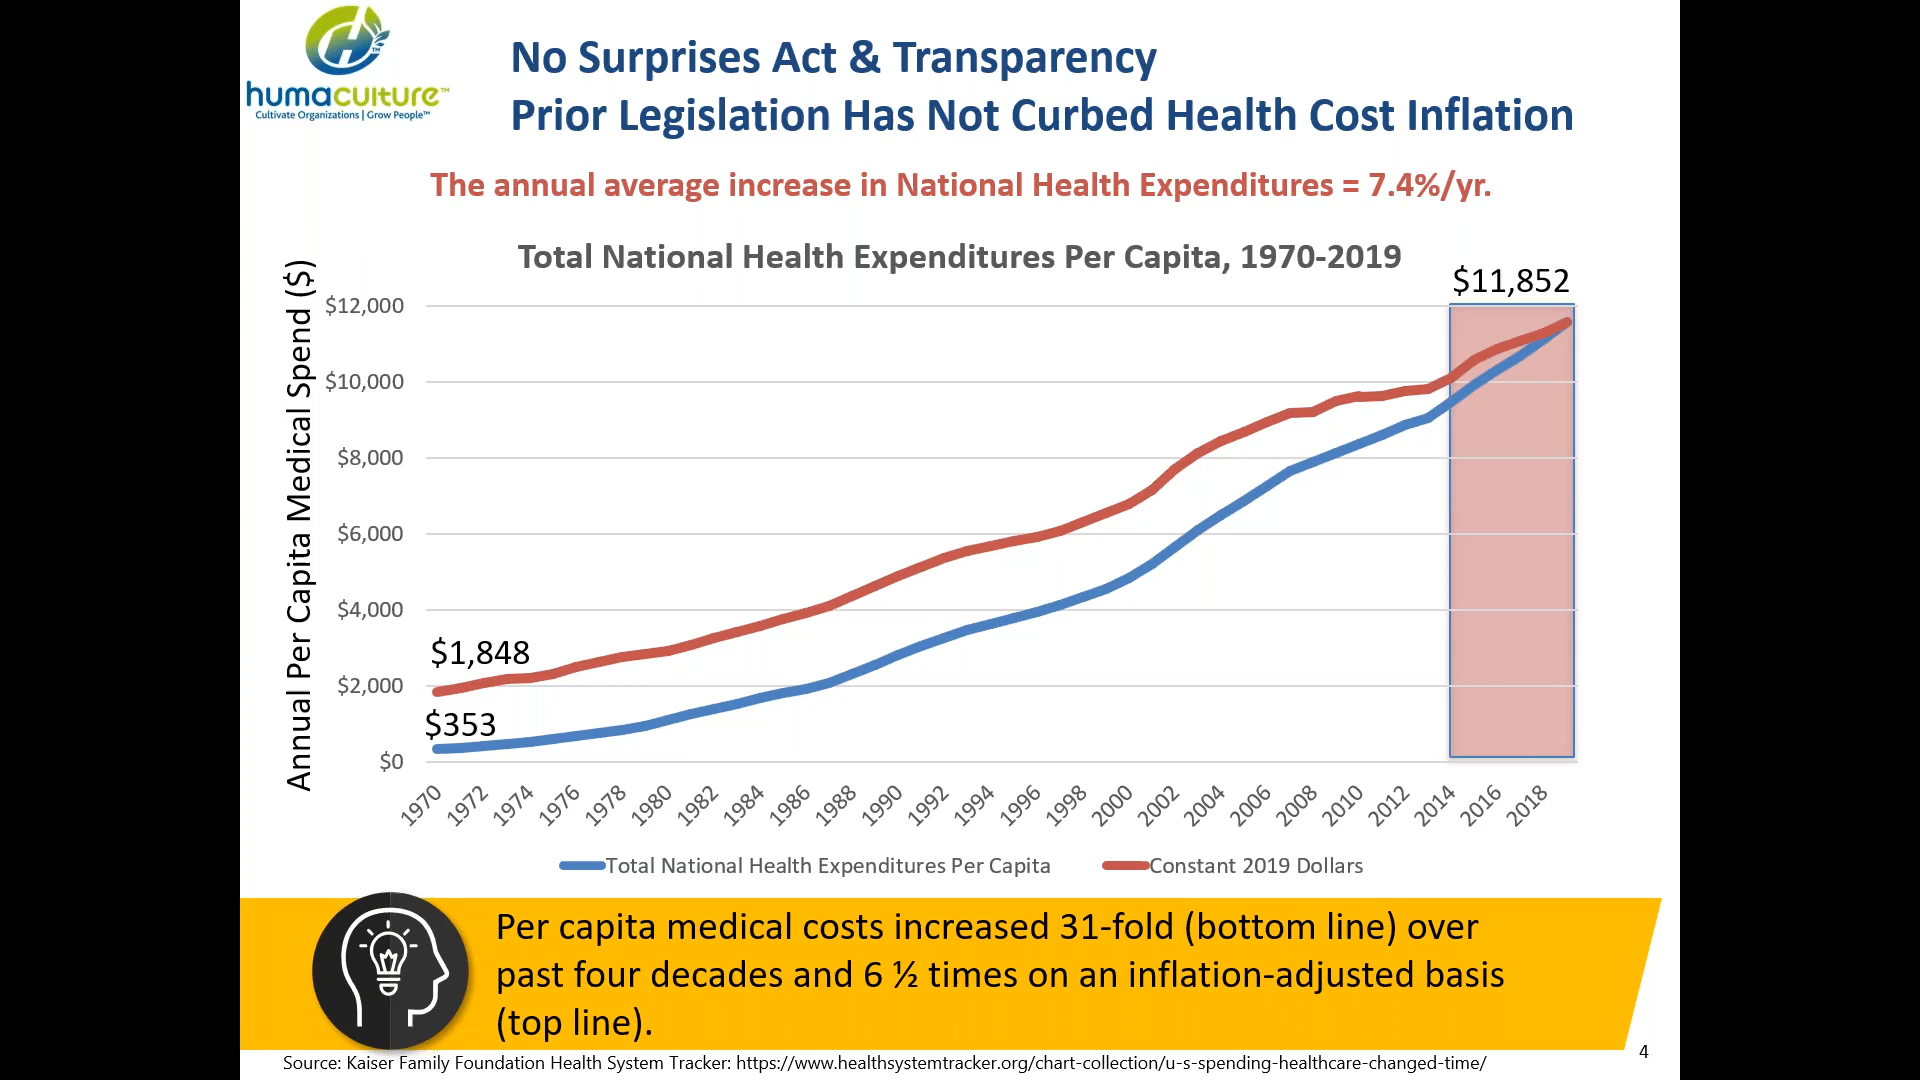 humaculture™
Cultivate Organizations | Grow People™
No Surprises Act & Transparency
Prior Legislation Has Not Curbed Health Cost Inflation
The annual average increase in National Health Expenditures = 7.4%/yr.
Total National Health Expenditures Per Capita, 1970-2019
$11,852
Annual Per Capita Medical Spend ($)
$12,000
$10,000
$8,000
$6,000
$4,000
$2,000
$0
$1,848
$353
1970 1972 1974 1976 1978 1980 1982 1984 1986 1988 1990 1992 1994 1996 1998 2000 2002 2004 2006 2008 2010 2012 2014 2016 2018
Total National Health Expenditures Per Capita Constant 2019 Dollars
Per capita medical costs increased 31-fold (bottom line) over
past four decades and 6 ½ times on an inflation-adjusted basis
(top line).
Source: Kaiser Family Foundation Health System Tracker: https://www.healthsystemtracker.org/chart-collection/u-s-spending-healthcare-changed-time/
4